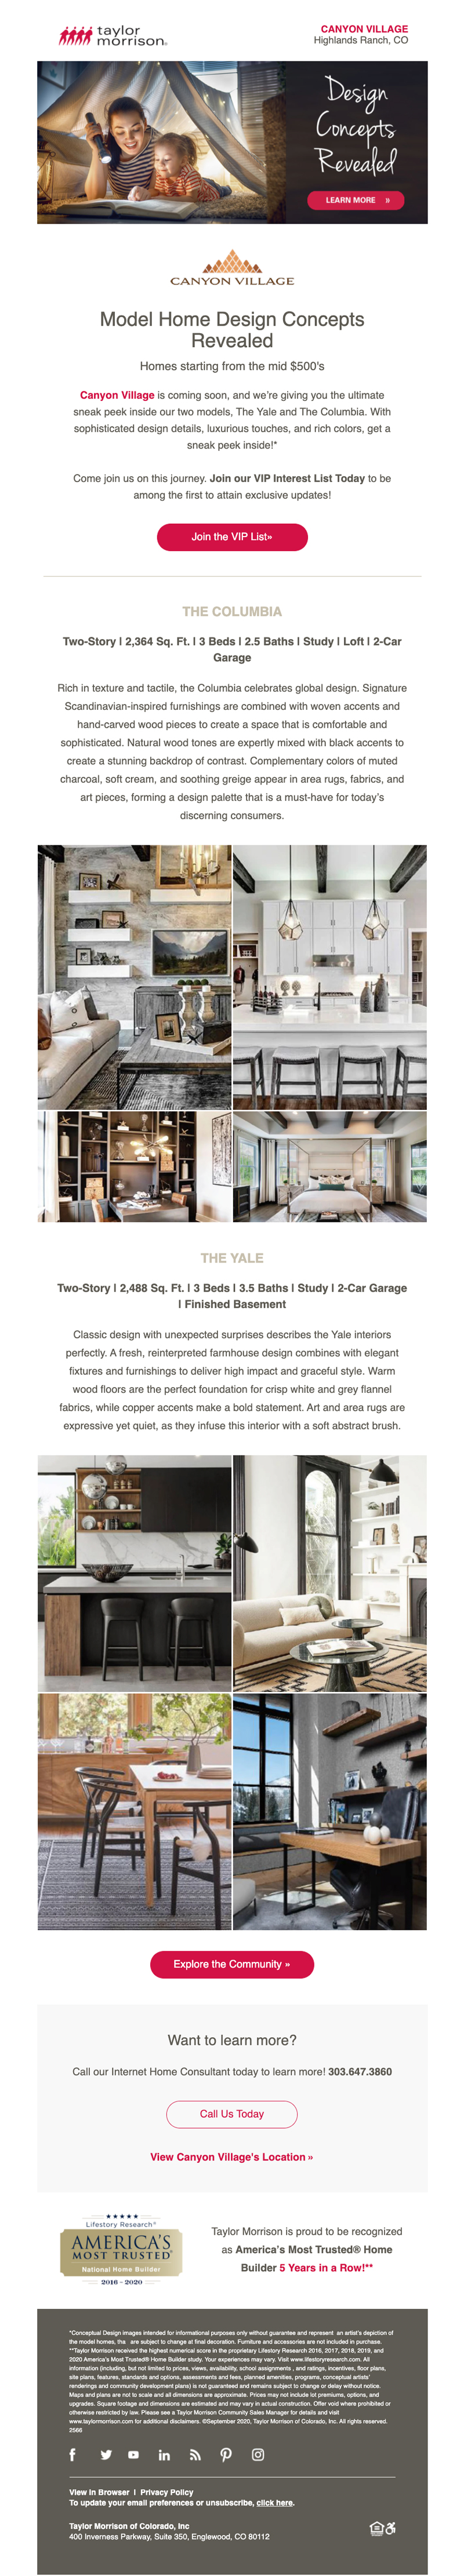 taylor
morrison.
CANYON VILLAGE
Highlands Ranch, CO
Design
Concepts
Revealed
LEARN MORE »
CANYON VILLAGE
Model Home Design Concepts
Revealed
Homes starting from the mid $500's
Canyon Village is coming soon, and we're giving you the ultimate
sneak peek inside our two models, The Yale and The Columbia. With
sophisticated design details, luxurious touches, and rich colors, get a
sneak peek inside!*
Come join us on this journey. Join our VIP Interest List Today to be
among the first to attain exclusive updates!
Join the VIP List»
THE COLUMBIA
Two-Story | 2,364 Sq. Ft. | 3 Beds | 2.5 Baths | Study | Loft | 2-Car
Garage
Rich in texture and tactile, the Columbia celebrates global design. Signature
Scandinavian-inspired furnishings are combined with woven accents and
hand-carved wood pieces to create a space that is comfortable and
sophisticated. Natural wood tones are expertly mixed with black accents to
create a stunning backdrop of contrast. Complementary colors of muted
charcoal, soft cream, and soothing greige appear in area rugs, fabrics, and
art pieces, forming a design palette that is a must-have for today's
discerning consumers.
THE YALE
Two-Story | 2,488 Sq. Ft. | 3 Beds | 3.5 Baths | Study | 2-Car Garage
| Finished Basement
Classic design with unexpected surprises describes the Yale interiors
perfectly. A fresh, reinterpreted farmhouse design combines with elegant
fixtures and furnishings to deliver high impact and graceful style. Warm
wood floors are the perfect foundation for crisp white and grey flannel
fabrics, while copper accents make a bold statement. Art and area rugs are
expressive yet quiet, as they infuse this interior with a soft abstract brush.
Explore the Community »
Want to learn more?
Call our Internet Home Consultant today to learn more! 303.647.3860
Call Us Today
View Canyon Village's Location »
Lifestory Research®
AMERICA'S
MOST TRUSTED®
National Home Builder
2016 - 2020
Taylor Morrison is proud to be recognized
as America's Most Trusted® Home
Builder 5 Years in a Row!**
*Conceptual Design images intended for informational purposes only without guarantee and represent an artist's depiction of
the model homes, tha are subject to change at final decoration. Furniture and accessories are not included in purchase.
**Taylor Morrison received the highest numerical score in the proprietary Lifestory Research 2016, 2017, 2018, 2019, and
2020 America's Most Trusted® Home Builder study. Your experiences may vary. Visit www.lifestoryresearch.com. All
information (including, but not limited to prices, views, availability, school assignments , and ratings, incentives, floor plans,
site plans, features, standards and options, assessments and fees, planned amenities, programs, conceptual artists'
renderings and community development plans) is not guaranteed and remains subject to change or delay without notice.
Maps and plans are not to scale and all dimensions are approximate. Prices may not include lot premiums, options, and
upgrades. Square footage and dimensions are estimated and may vary in actual construction. Offer void where prohibited or
otherwise restricted by law. Please see a Taylor Morrison Community Sales Manager for details and visit
www.taylormorrison.com for additional disclaimers. ©September 2020, Taylor Morrison of Colorado, Inc. All rights reserved.
2566
View in Browser | Privacy Policy
To update your email preferences or unsubscribe, click here.
Taylor Morrison of Colorado, Inc
400 Inverness Parkway, Suite 350, Englewood, CO 80112